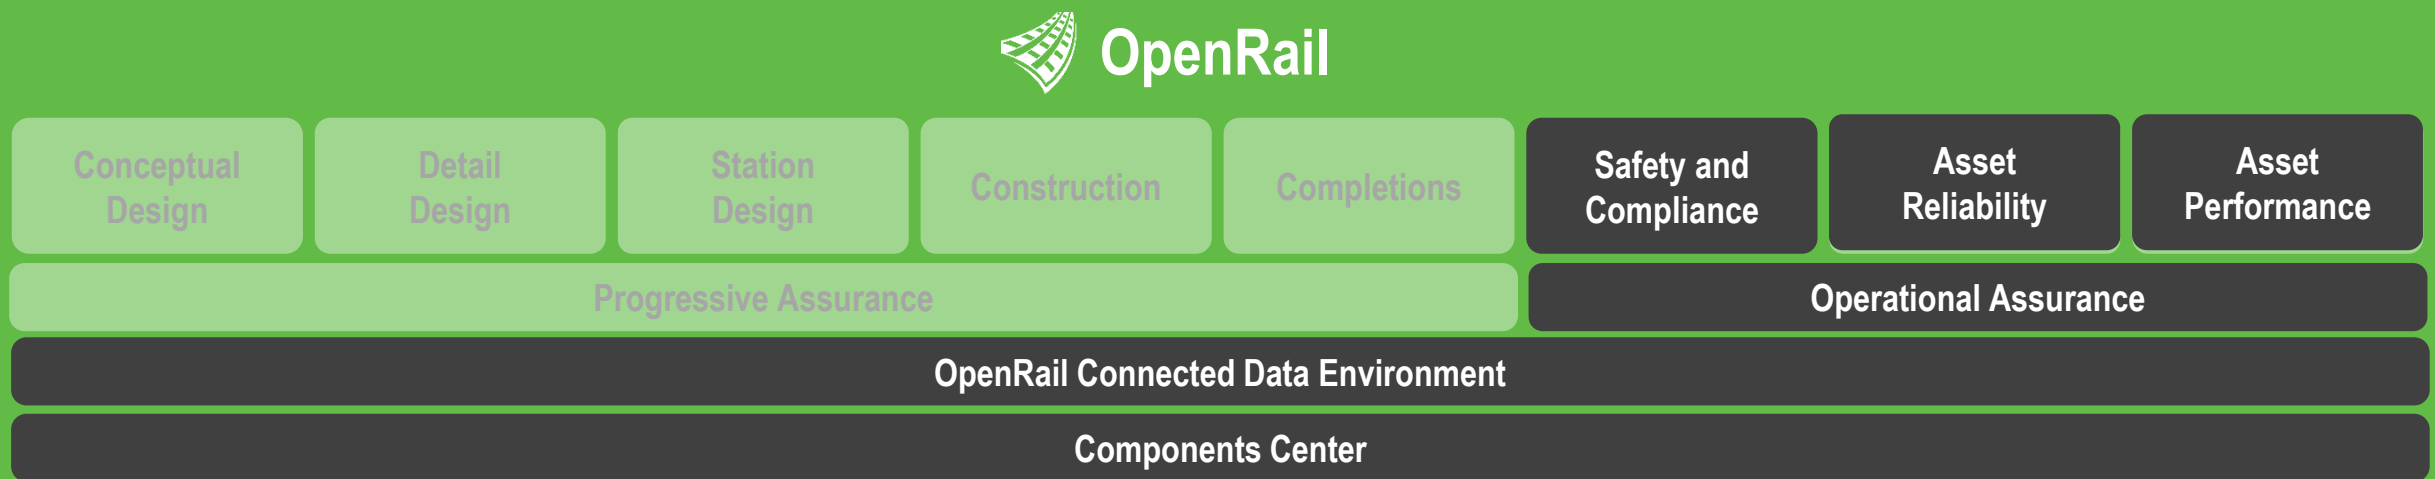 OpenRail
Conceptual
Design
Detail
Design
Station
Design
Construction
Completions
Safety and
Compliance
Asset
Reliability
Asset
Performance
Progressive Assurance
Operational Assurance
OpenRail Connected Data Environment
Components Center